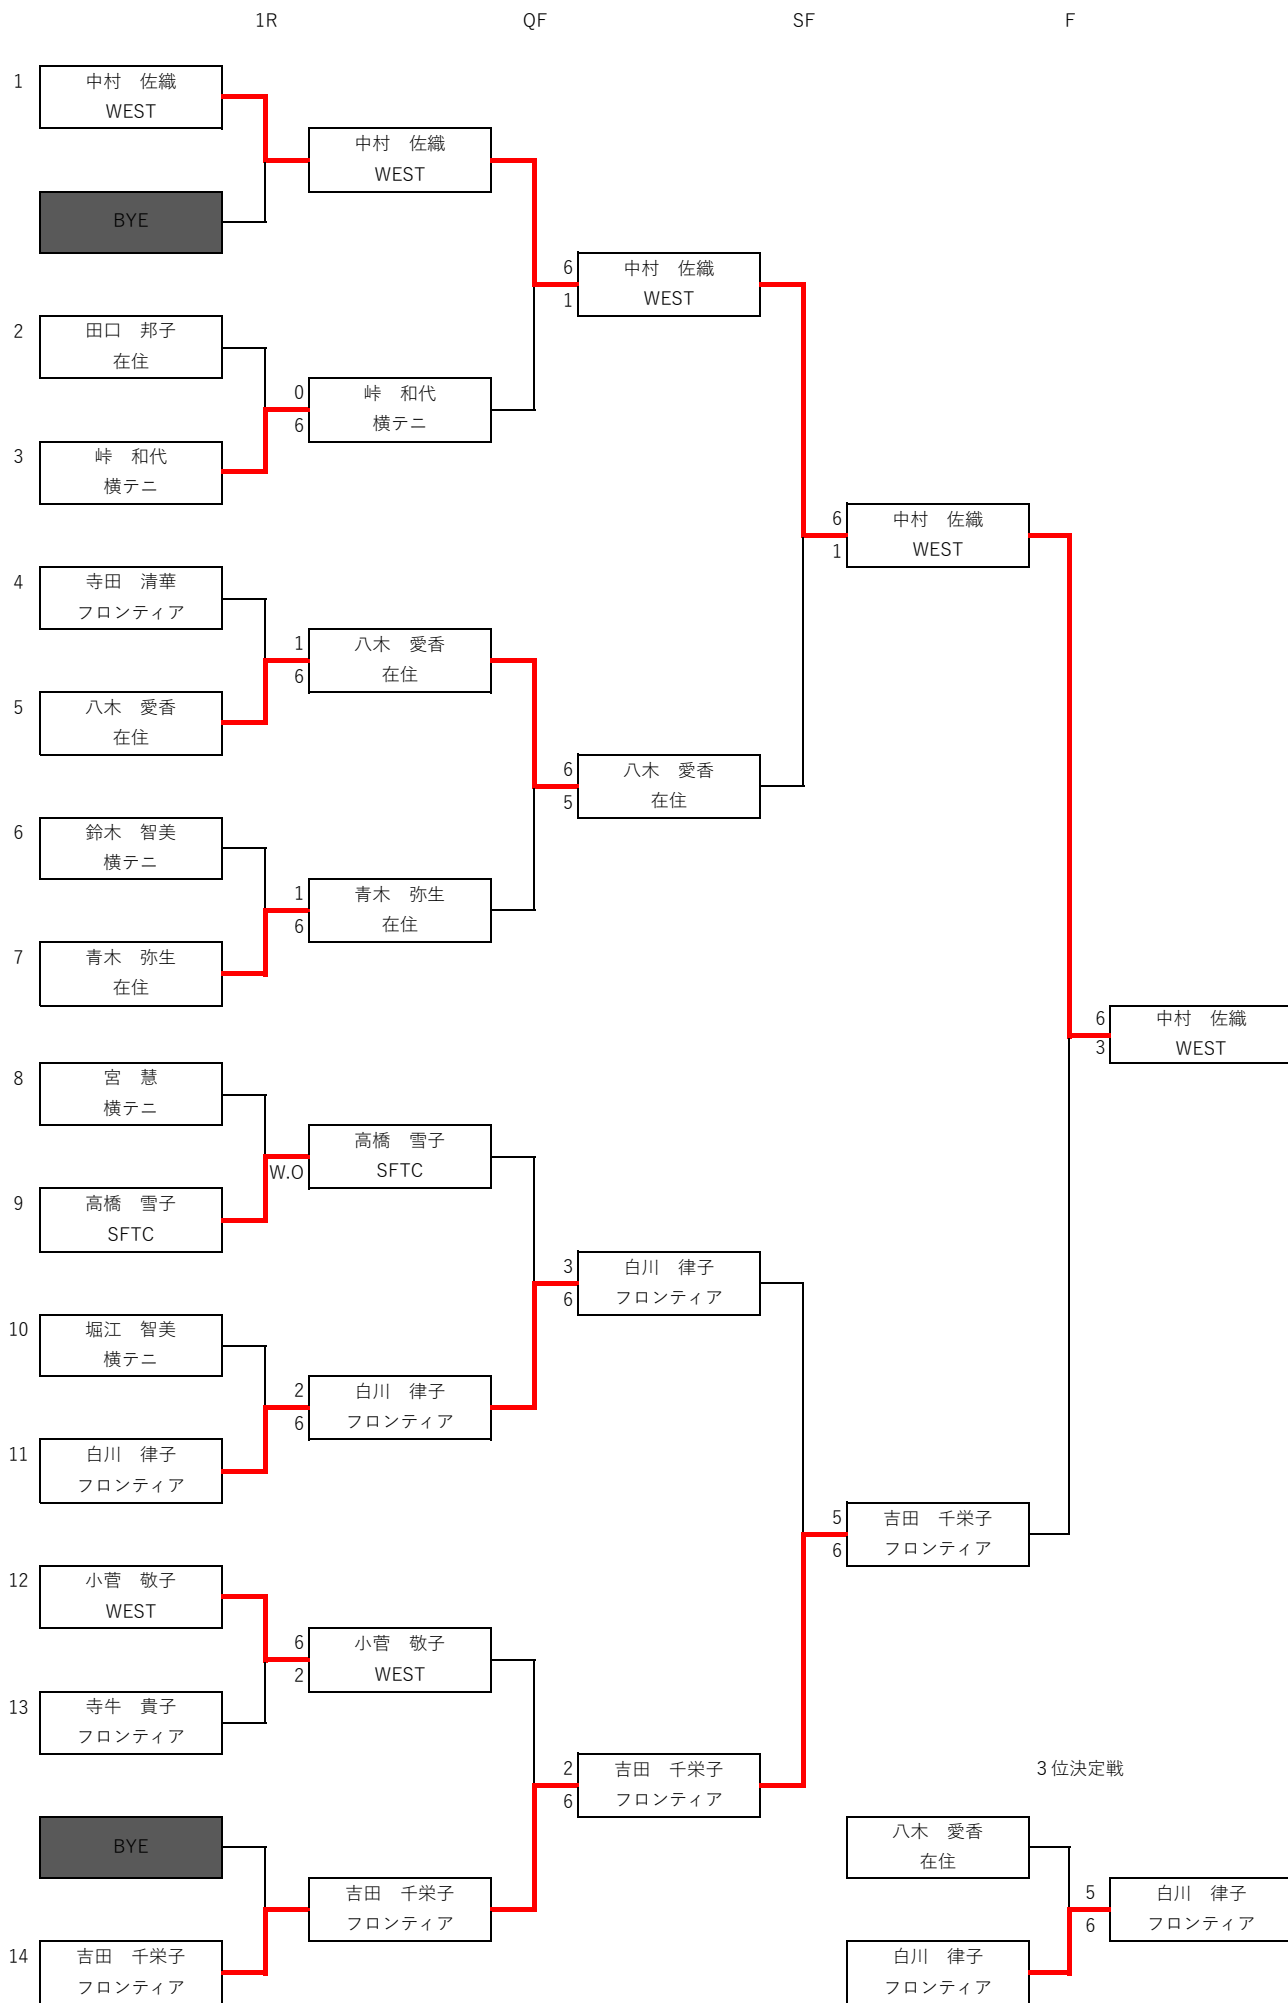 1R QF SF F
1 中村　佐織
WEST
中村　佐織
WEST
BYE
6 中村　佐織
1 WEST
2 田口　邦子
在住
0 峠　和代
6 横テニ
3 峠　和代
横テニ
6 中村　佐織
1 WEST
4 寺田　清華
フロンティア
1 八木　愛香
6 在住
5 八木　愛香
在住
6 八木　愛香
5 在住
6 鈴木　智美
横テニ
1 青木　弥生
6 在住
7 青木　弥生
在住
6 中村　佐織
3 WEST
8 宮　慧
横テニ
高橋　雪子
W.O SFTC
9 高橋　雪子
SFTC
3 白川　律子
6 フロンティア
10 堀江　智美
横テニ
2 白川　律子
6 フロンティア
11 白川　律子
フロンティア
5 吉田　千栄子
6 フロンティア
12 小菅　敬子
WEST
6 小菅　敬子
2 WEST
13 寺牛　貴子
フロンティア
2 吉田　千栄子
6 フロンティア
3位決定戦
BYE
八木　愛香
在住
吉田　千栄子
フロンティア
5 白川　律子
6 フロンティア
14 吉田　千栄子
フロンティア
白川　律子
フロンティア